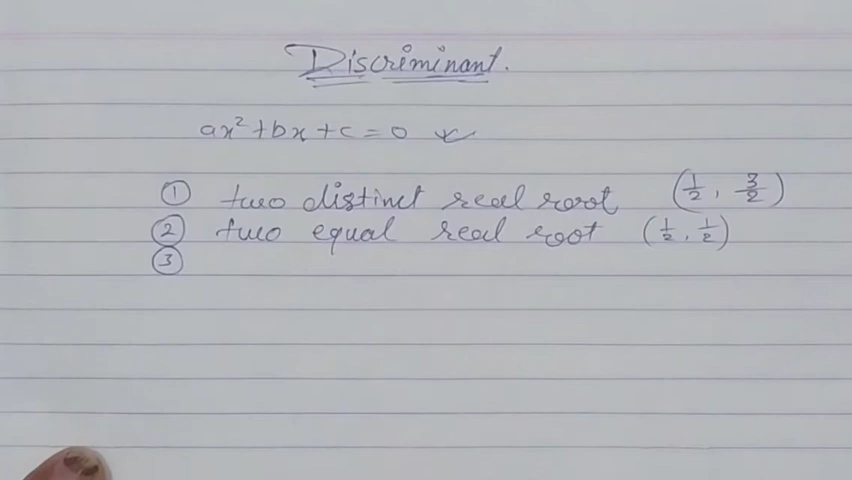 Discriminant.
ax²+bx+c=0
① two distinct real root (1/2, 3/2)
② two equal real root (1/2, 1/2)
③